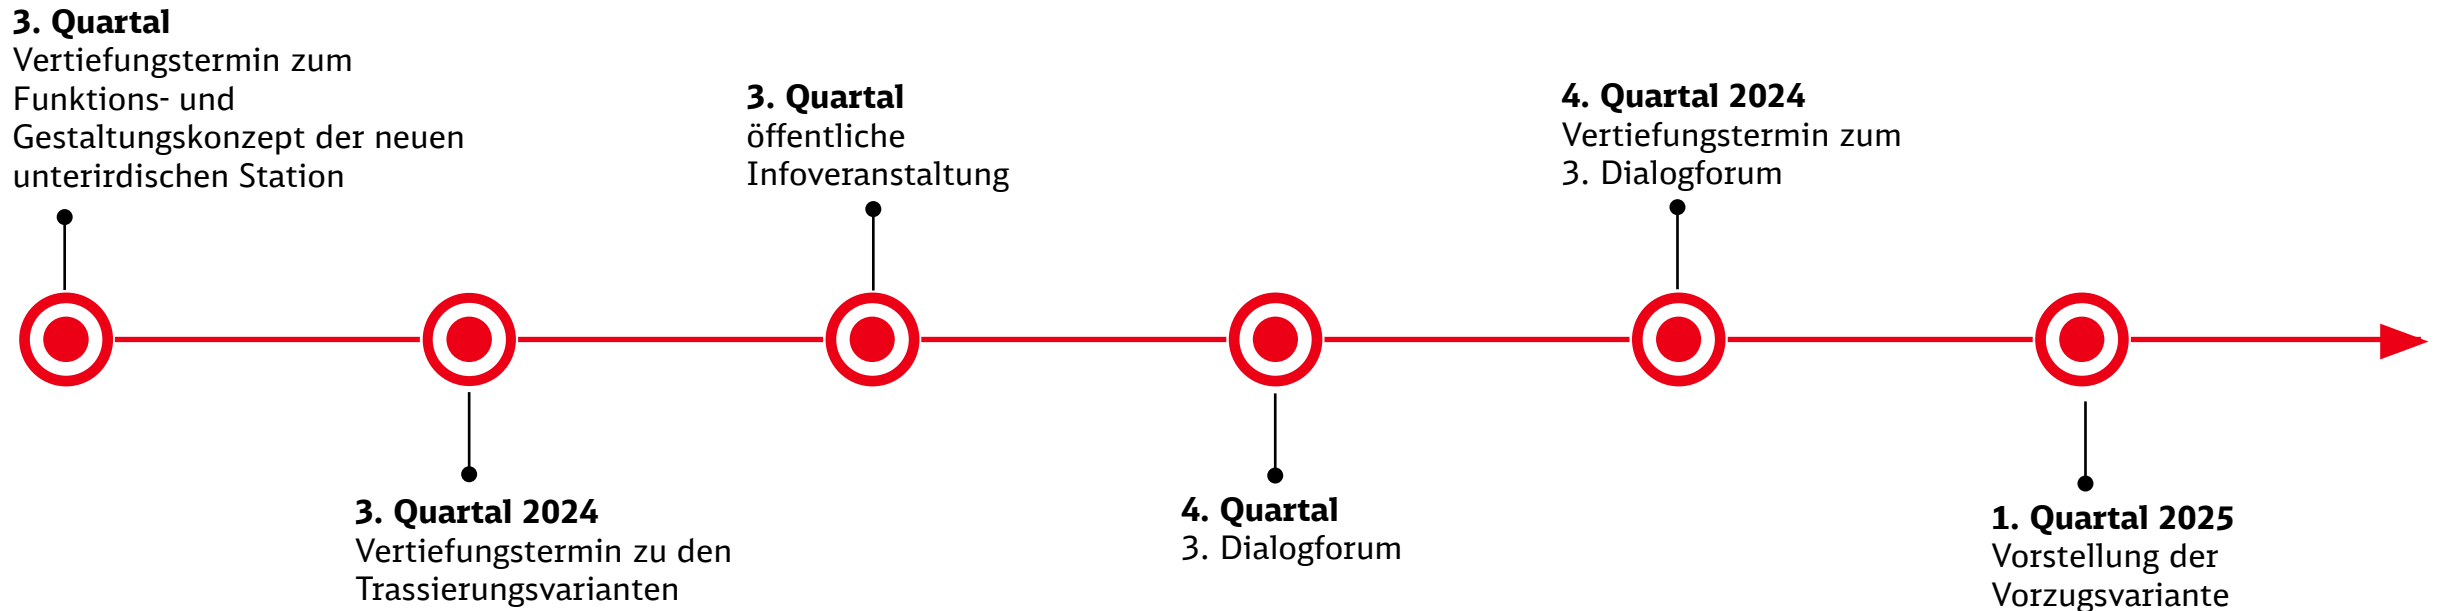 3. Quartal
Vertiefungstermin zum
Funktions- und
Gestaltungskonzept der neuen
unterirdischen Station
3. Quartal 2024
Vertiefungstermin zu den
Trassierungsvarianten
3. Quartal
öffentliche
Infoveranstaltung
4. Quartal
3. Dialogforum
4. Quartal 2024
Vertiefungstermin zum
3. Dialogforum
1. Quartal 2025
Vorstellung der
Vorzugsvariante